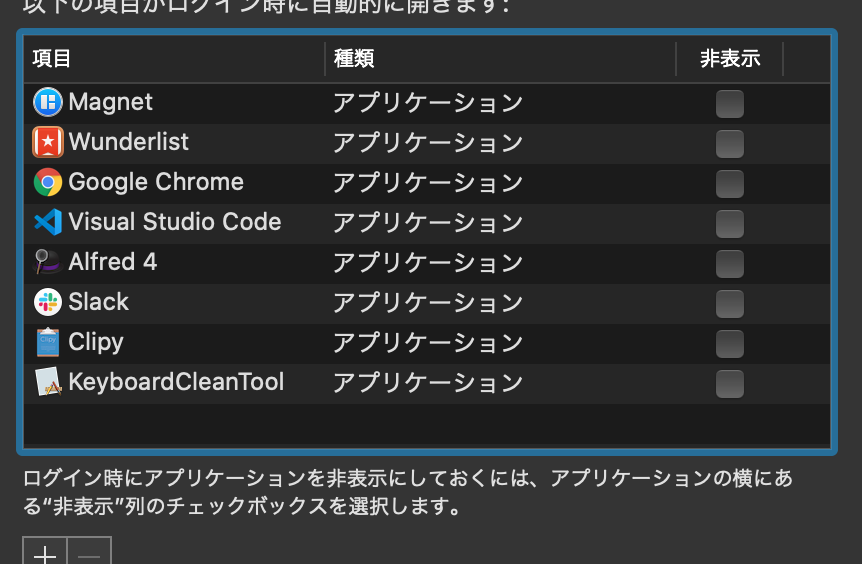 以下の項目がログイン時に自動的に開きます:
項目 種類 非表示
Magnet アプリケーション
Wunderlist アプリケーション
Google Chrome アプリケーション
Visual Studio Code アプリケーション
Alfred 4 アプリケーション
Slack アプリケーション
Clipy アプリケーション
KeyboardCleanTool アプリケーション
ログイン時にアプリケーションを非表示にしておくには、アプリケーションの横にあ
る“非表示”列のチェックボックスを選択します。